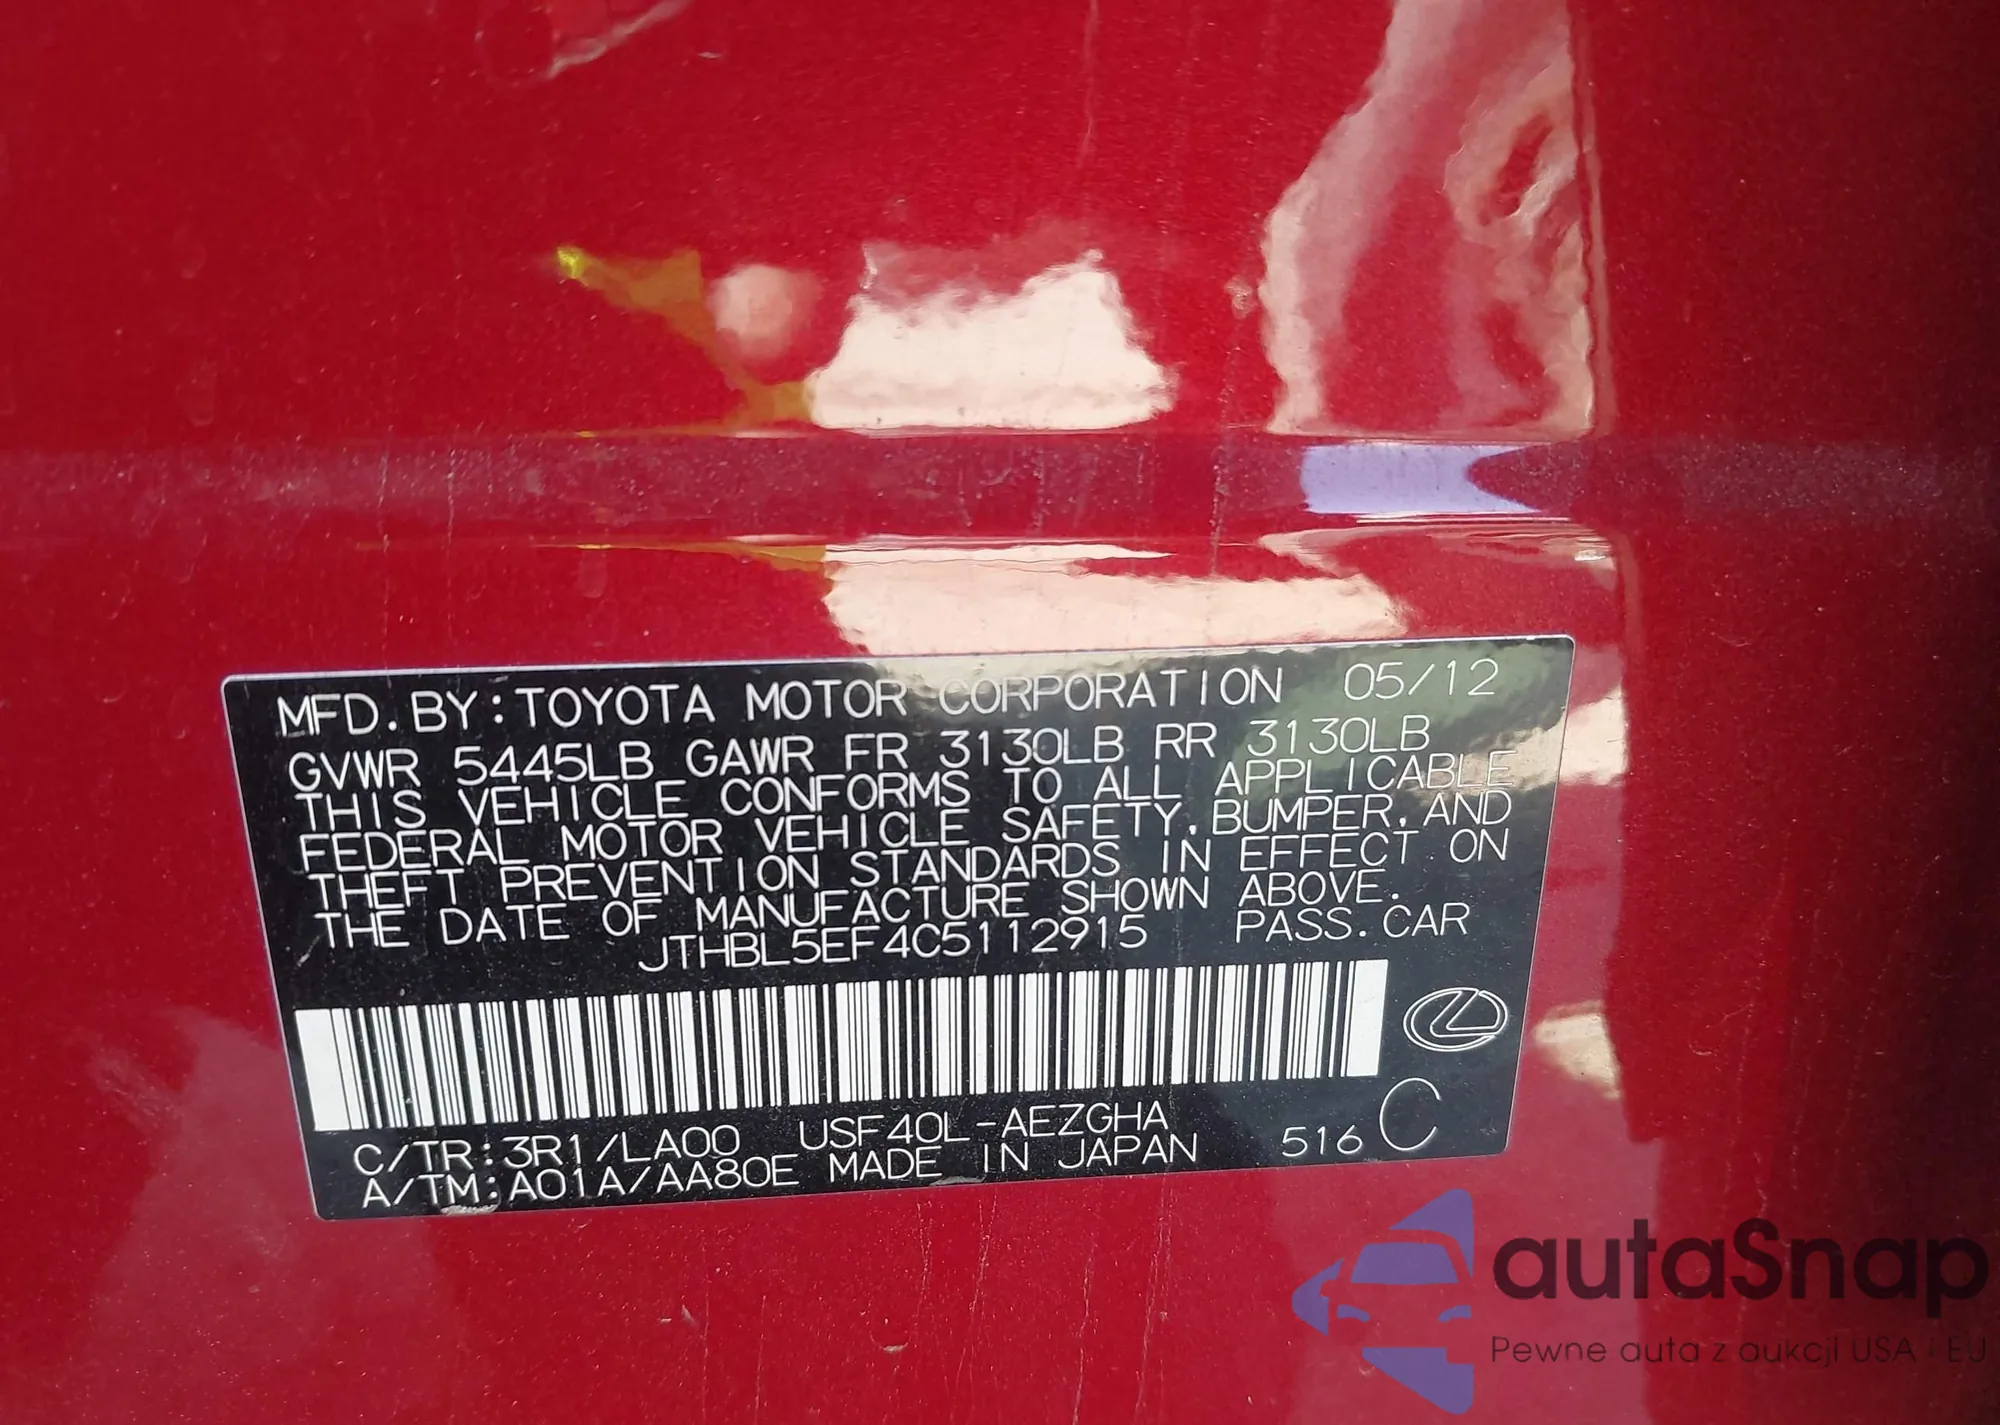 MFD. BY: TOYOTA MOTOR CORPORATION 05/12
GVWR 5445LB GAWR FR 3130LB RR 3130LB
THIS VEHICLE CONFORMS TO ALL APPLICABLE
FEDERAL MOTOR VEHICLE SAFETY, BUMPER, AND
THEFT PREVENTION STANDARDS IN EFFECT ON
THE DATE OF MANUFACTURE SHOWN ABOVE.
JTHBL5EF4C5112915 PASS. CAR
C/TR: 3R1/LA00 USF40L-AEZGHA
A/TM: A01A/AA80E MADE IN JAPAN 516 C
autaSnap
Pewne auta z aukcji USA i EU